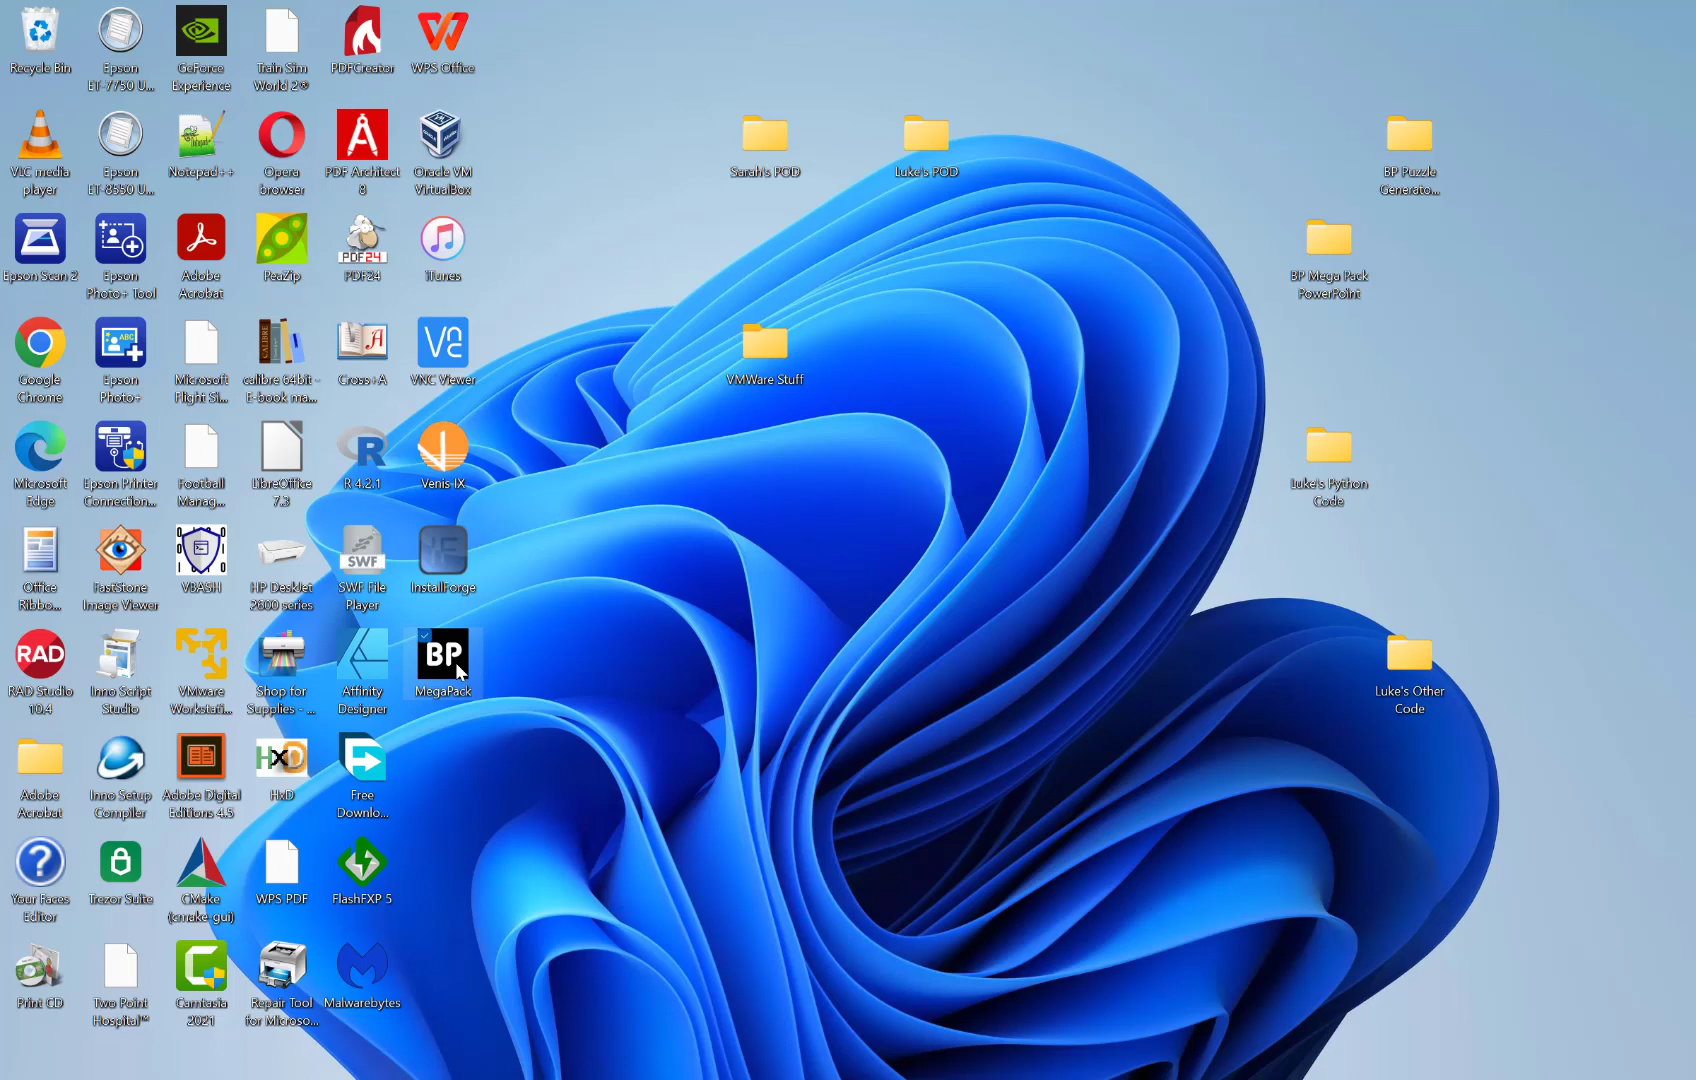 Recycle Bin
Epson
ET-7750 U...
GeForce
Experience
Train Sim
World 2®
PDFCreator
WPS Office
VLC media
player
Epson
ET-8550 U...
Notepad++
Opera
browser
PDF Architect
8
Oracle VM
VirtualBox
Sarah's POD
Luke's POD
BP Puzzle
Generato...
Epson Scan 2
Epson
Photo+ Tool
Adobe
Acrobat
PeaZip
PDF24
PDF24
iTunes
BP Mega Pack
PowerPoint
Google
Chrome
ABC
Epson
Photo+
Microsoft
Flight Si...
CALIBRE
calibre 64bit -
E-book ma...
A
Cross+A
VNC Viewer
VMWare Stuff
Microsoft
Edge
Epson Printer
Connection...
Football
Manag...
LibreOffice
7.3
R
R 4.2.1
Venis-IX
Luke's Python
Code
Office
Ribbo...
FastStone
Image Viewer
VBASH
HP DeskJet
2600 series
SWF
SWF File
Player
InstallForge
RAD
RAD Studio
10.4
Inno Script
Studio
VMware
Workstati...
Shop for
Supplies - ...
Affinity
Designer
BP
MegaPack
Luke's Other
Code
Adobe
Acrobat
Inno Setup
Compiler
Adobe Digital
Editions 4.5
HxD
HxD
Free
Downlo...
Your Faces
Editor
Trezor Suite
CMake
(cmake-gui)
WPS PDF
FlashFXP 5
Print CD
Two Point
Hospital™
Camtasia
2021
Repair Tool
for Microso...
Malwarebytes